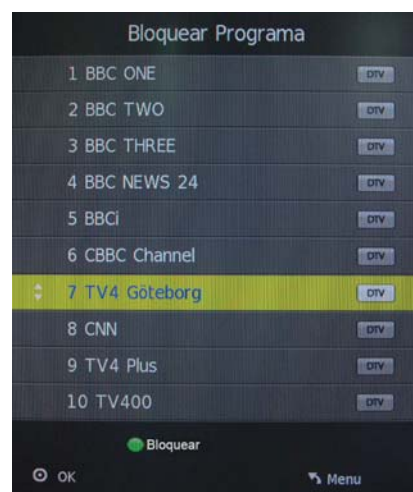 Bloquear Programa
1 BBC ONE DTV
2 BBC TWO DTV
3 BBC THREE DTV
4 BBC NEWS 24 DTV
5 BBCi DTV
6 CBBC Channel DTV
7 TV4 Göteborg DTV
8 CNN DTV
9 TV4 Plus DTV
10 TV400 DTV
Bloquear
OK Menu